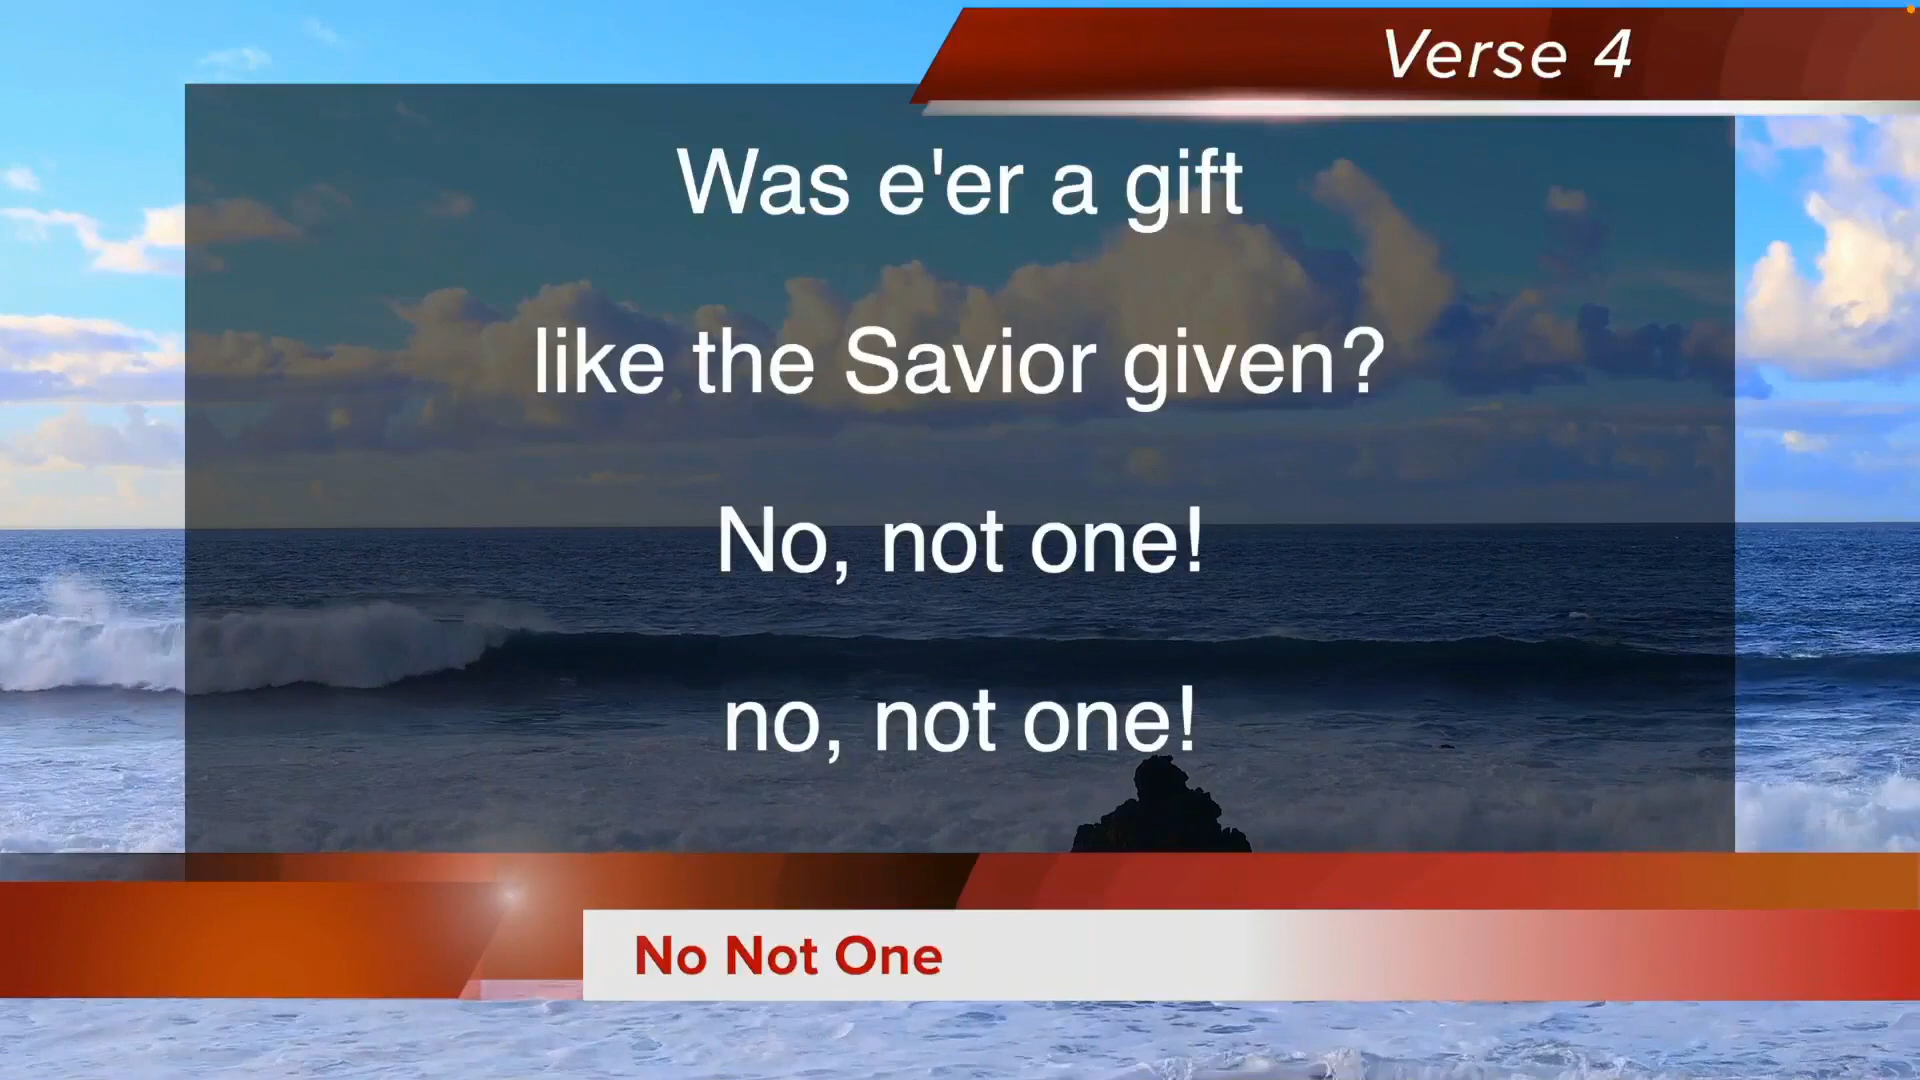 Verse 4
Was e'er a gift
like the Savior given?
No, not one!
no, not one!
No Not One